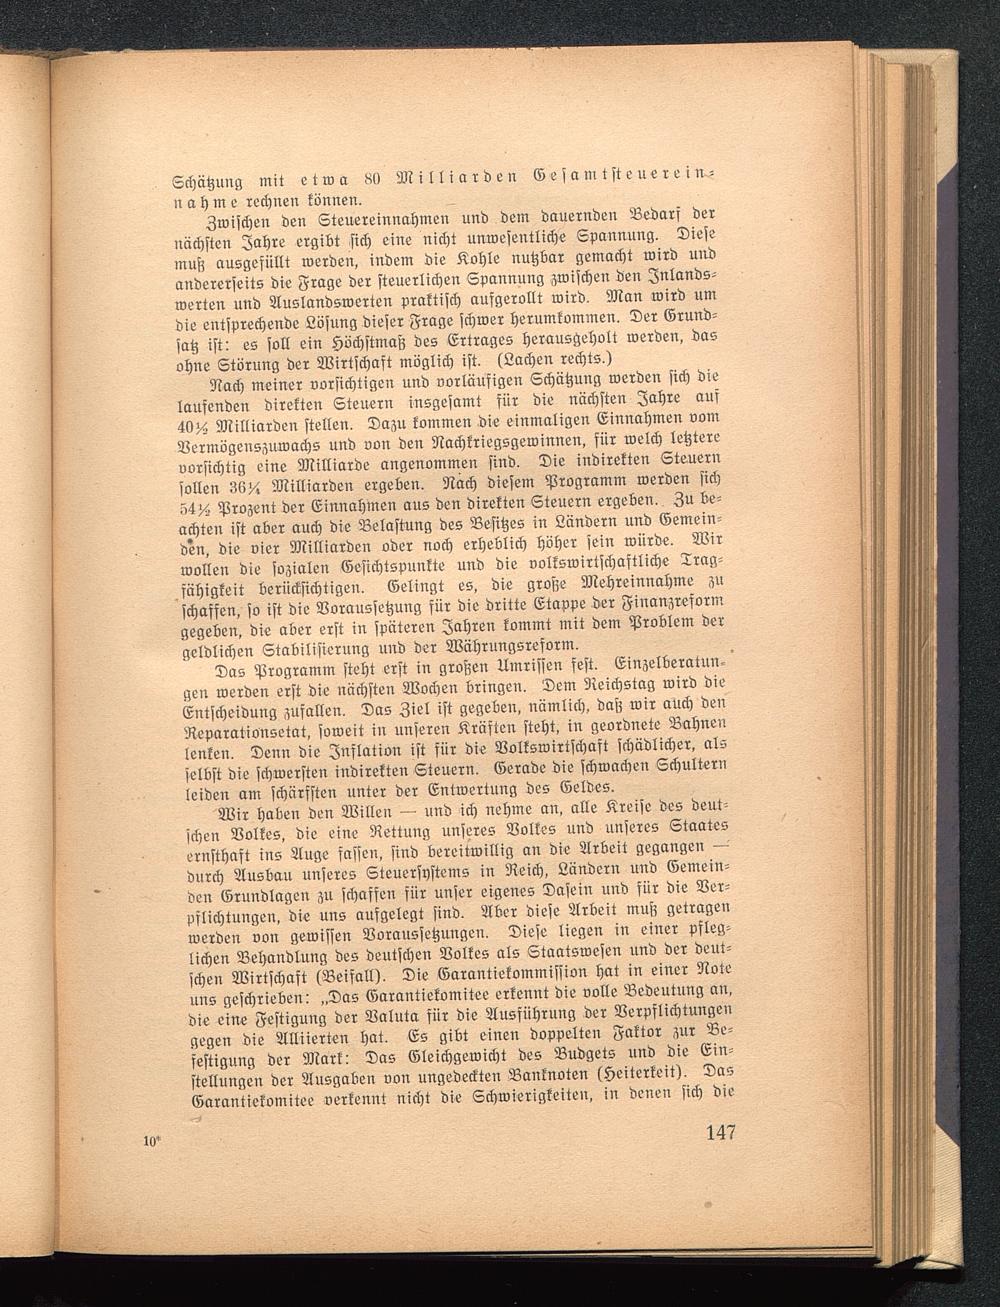 Schätzung mit etwa 80 Milliarden Gesamtsteuerein-
nahme rechnen können.
Zwischen den Steuereinnahmen und dem dauernden Bedarf der
nächsten Jahre ergibt sich eine nicht unwesentliche Spannung. Diese
muß ausgefüllt werden, indem die Kohle nutzbar gemacht wird und
andererseits die Frage der steuerlichen Spannung zwischen den Inlands-
werten und Auslandswerten praktisch aufgerollt wird. Man wird um
die entsprechende Lösung dieser Frage schwer herumkommen. Der Grund-
satz ist: es soll ein Höchstmaß des Ertrages herausgeholt werden, das
ohne Störung der Wirtschaft möglich ist. (Lachen rechts.)
Nach meiner vorsichtigen und vorläufigen Schätzung werden sich die
laufenden direkten Steuern insgesamt für die nächsten Jahre auf
40½ Milliarden stellen. Dazu kommen die einmaligen Einnahmen vom
Vermögenszuwachs und von den Nachkriegsgewinnen, für welch letztere
vorsichtig eine Milliarde angenommen sind. Die indirekten Steuern
sollen 36¼ Milliarden ergeben. Nach diesem Programm werden sich
54½ Prozent der Einnahmen aus den direkten Steuern ergeben. Zu be-
achten ist aber auch die Belastung des Besitzes in Ländern und Gemein-
den, die vier Milliarden oder noch erheblich höher sein würde. Wir
wollen die sozialen Gesichtspunkte und die volkswirtschaftliche Trag-
fähigkeit berücksichtigen. Gelingt es, die große Mehreinnahme zu
schaffen, so ist die Voraussetzung für die dritte Etappe der Finanzreform
gegeben, die aber erst in späteren Jahren kommt mit dem Problem der
geldlichen Stabilisierung und der Währungsreform.
Das Programm steht erst in großen Umrissen fest. Einzelberatun-
gen werden erst die nächsten Wochen bringen. Dem Reichstag wird die
Entscheidung zufallen. Das Ziel ist gegeben, nämlich, daß wir auch den
Reparationsetat, soweit in unseren Kräften steht, in geordnete Bahnen
lenken. Denn die Inflation ist für die Volkswirtschaft schädlicher, als
selbst die schwersten indirekten Steuern. Gerade die schwachen Schultern
leiden am schärfsten unter der Entwertung des Geldes.
Wir haben den Willen — und ich nehme an, alle Kreise des deut-
schen Volkes, die eine Rettung unseres Volkes und unseres Staates
ernsthaft ins Auge fassen, sind bereitwillig an die Arbeit gegangen —
durch Ausbau unseres Steuersystems in Reich, Ländern und Gemein-
den Grundlagen zu schaffen für unser eigenes Dasein und für die Ver-
pflichtungen, die uns aufgelegt sind. Aber diese Arbeit muß getragen
werden von gewissen Voraussetzungen. Diese liegen in einer pfleg-
lichen Behandlung des deutschen Volkes als Staatswesen und der deut-
schen Wirtschaft (Beifall). Die Garantiekommission hat in einer Note
uns geschrieben: „Das Garantiekomitee erkennt die volle Bedeutung an,
die eine Festigung der Valuta für die Ausführung der Verpflichtungen
gegen die Alliierten hat. Es gibt einen doppelten Faktor zur Be-
festigung der Mark: Das Gleichgewicht des Budgets und die Ein-
stellungen der Ausgaben von ungedeckten Banknoten (Heiterkeit). Das
Garantiekomitee verkennt nicht die Schwierigkeiten, in denen sich die
10*
147